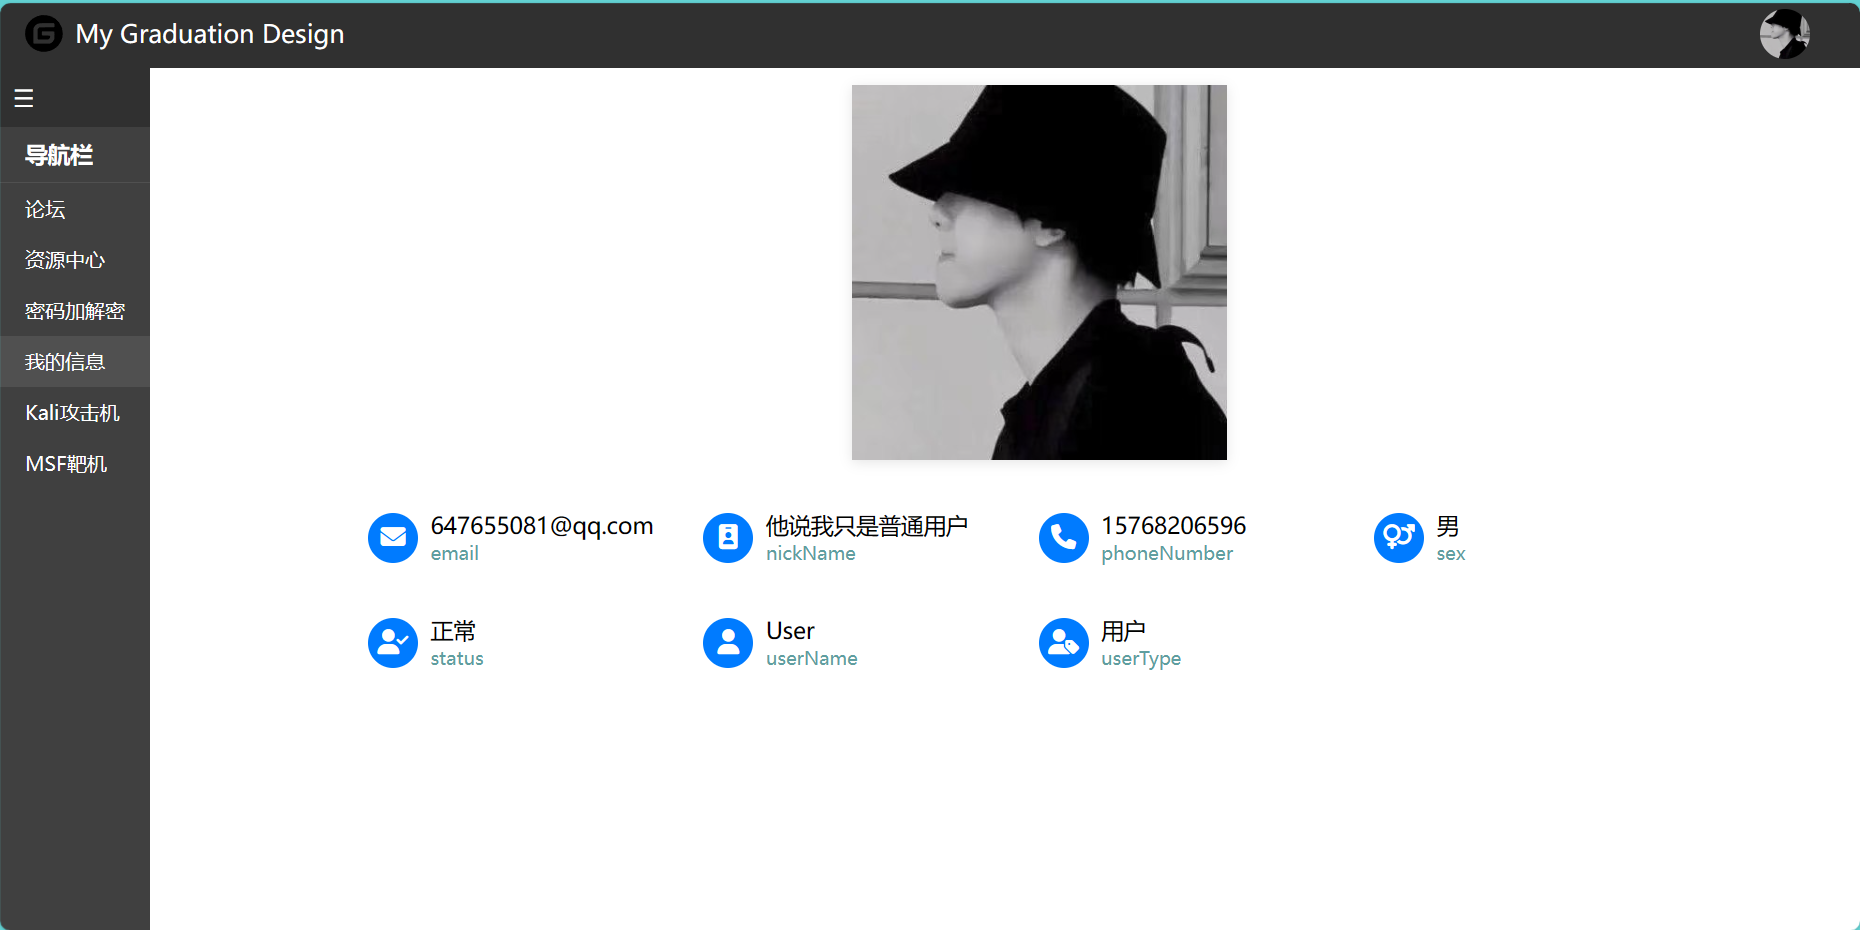 My Graduation Design
导航栏
论坛
资源中心
密码加解密
我的信息
Kali攻击机
MSF靶机
647655081@qq.com
email
他说我只是普通用户
nickName
15768206596
phoneNumber
男
sex
正常
status
User
userName
用户
userType